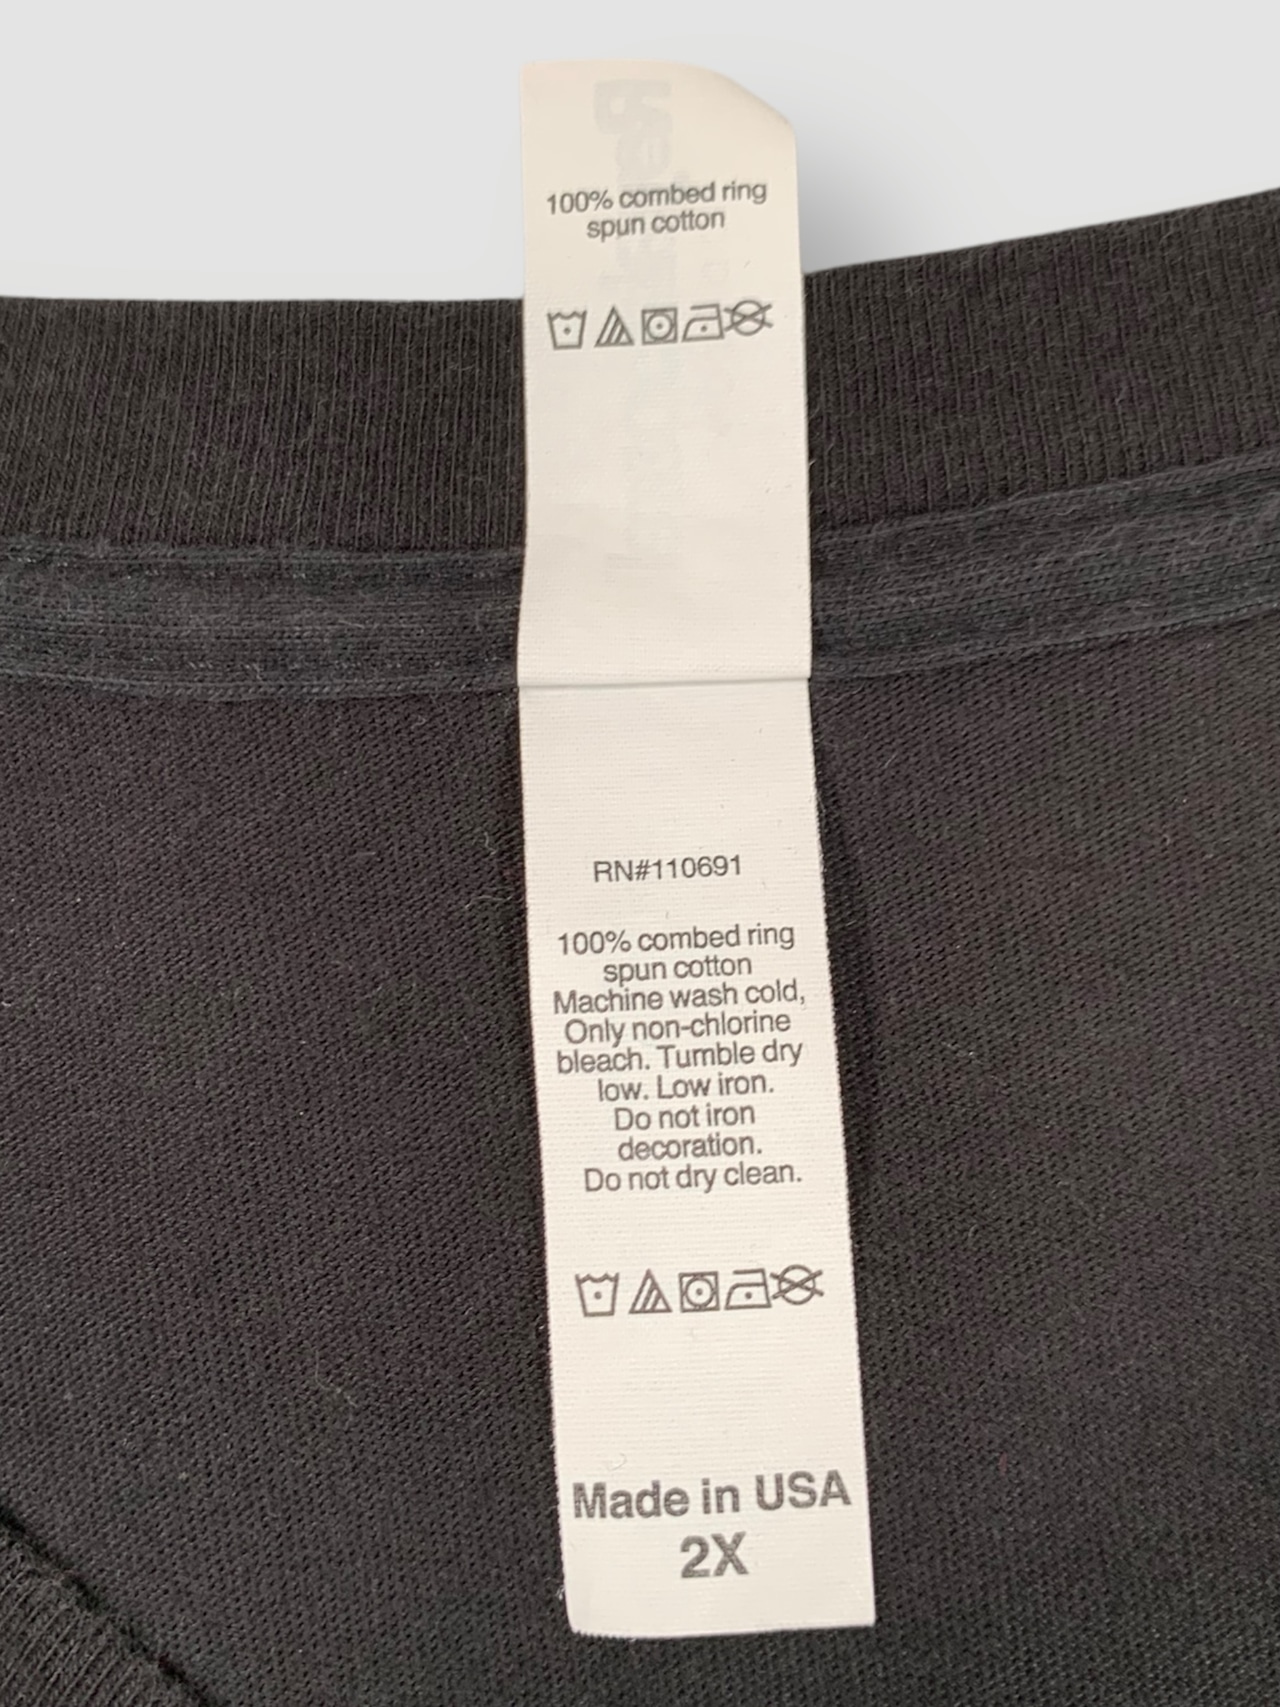 100% combed ring
spun cotton
RN#110691
100% combed ring
spun cotton
Machine wash cold,
Only non-chlorine
bleach. Tumble dry
low. Low iron.
Do not iron
decoration.
Do not dry clean.
Made in USA
2X